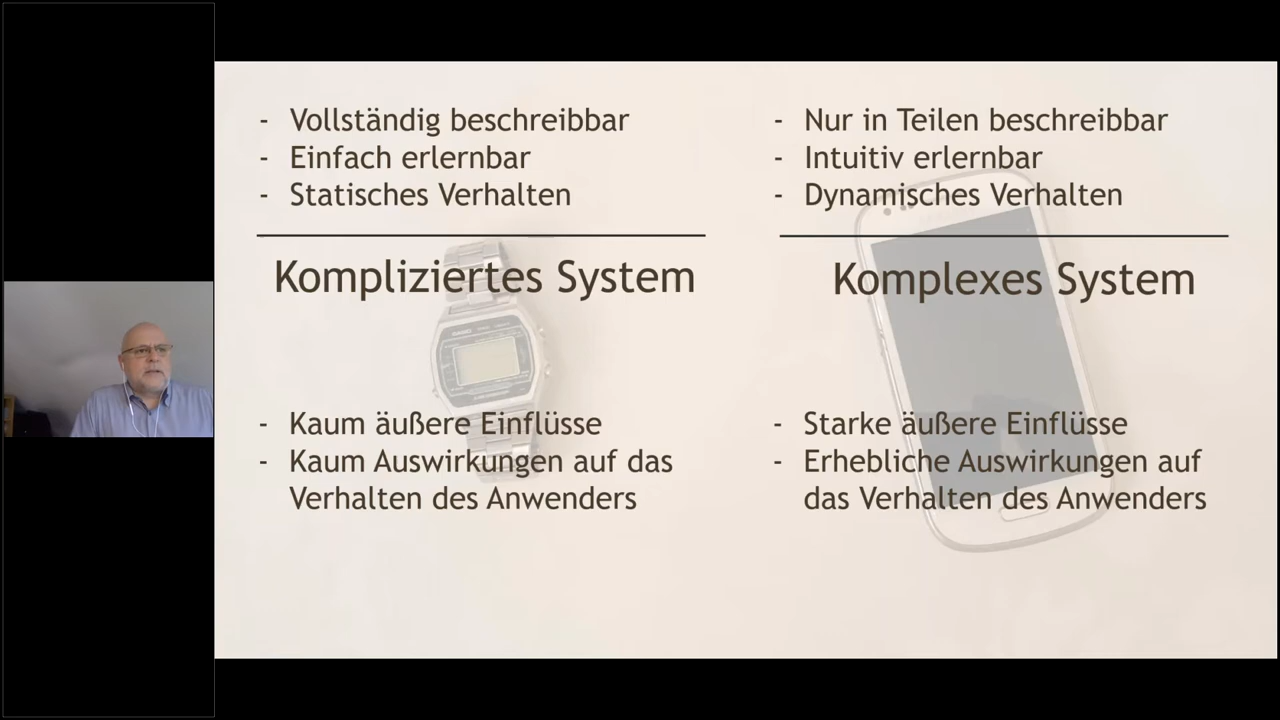 - Vollständig beschreibbar
- Einfach erlernbar
- Statisches Verhalten
Kompliziertes System
- Kaum äußere Einflüsse
- Kaum Auswirkungen auf das
Verhalten des Anwenders
- Nur in Teilen beschreibbar
- Intuitiv erlernbar
- Dynamisches Verhalten
Komplexes System
- Starke äußere Einflüsse
- Erhebliche Auswirkungen auf
das Verhalten des Anwenders
CASIO